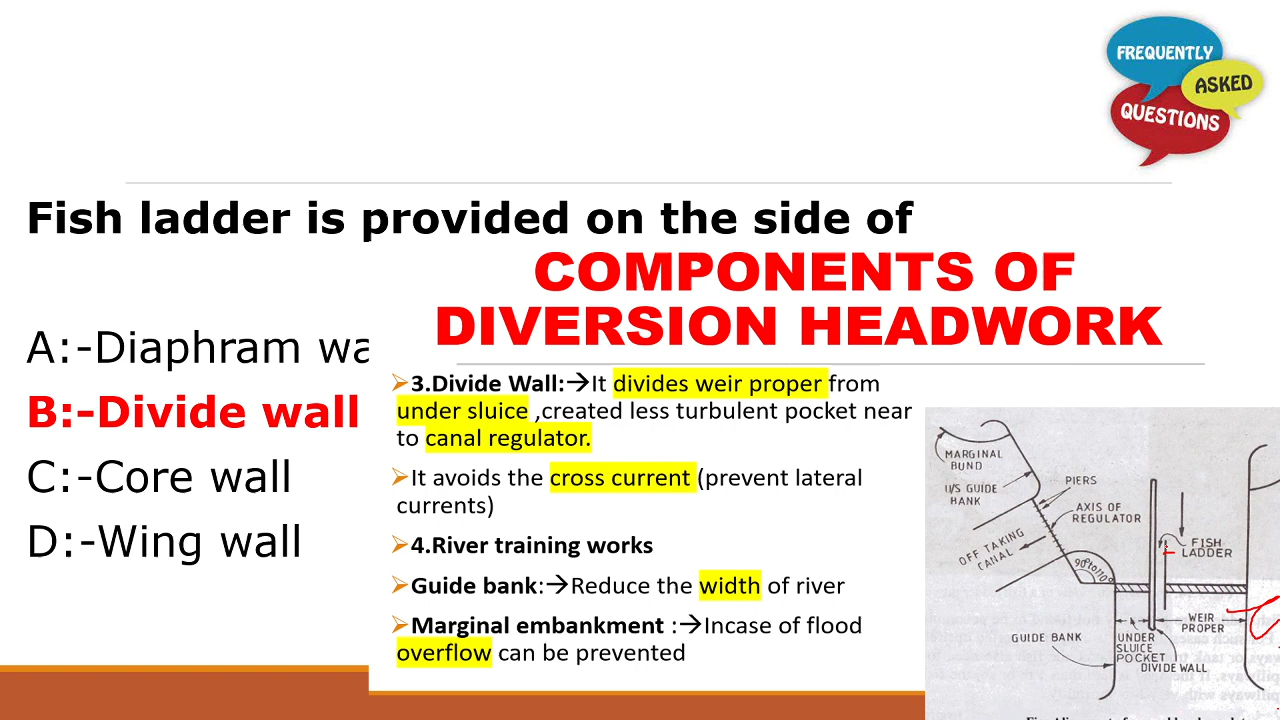 FREQUENTLY
ASKED
QUESTIONS
Fish ladder is provided on the side of
A:-Diaphram wa
B:-Divide wall
C:-Core wall
D:-Wing wall
COMPONENTS OF
DIVERSION HEADWORK
3.Divide Wall:→It divides weir proper from
under sluice ,created less turbulent pocket near
to canal regulator.
It avoids the cross current (prevent lateral
currents)
4.River training works
Guide bank:→Reduce the width of river
Marginal embankment :→Incase of flood
overflow can be prevented
MARGINAL
BUND
U/S GUIDE
BANK
PIERS
AXIS OF
REGULATOR
OFF TAKING
CANAL
90° to 110°
FISH
LADDER
WEIR
PROPER
GUIDE BANK
UNDER
SLUICE
POCKET
DIVIDE WALL